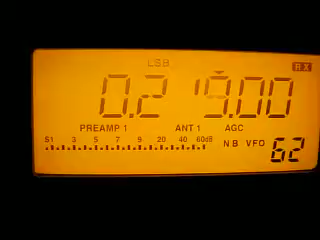 LSB RX
0.2 19.00
PREAMP 1 ANT 1 AGC
S1 3 5 7 9 20 40 60dB
NB VFO 62